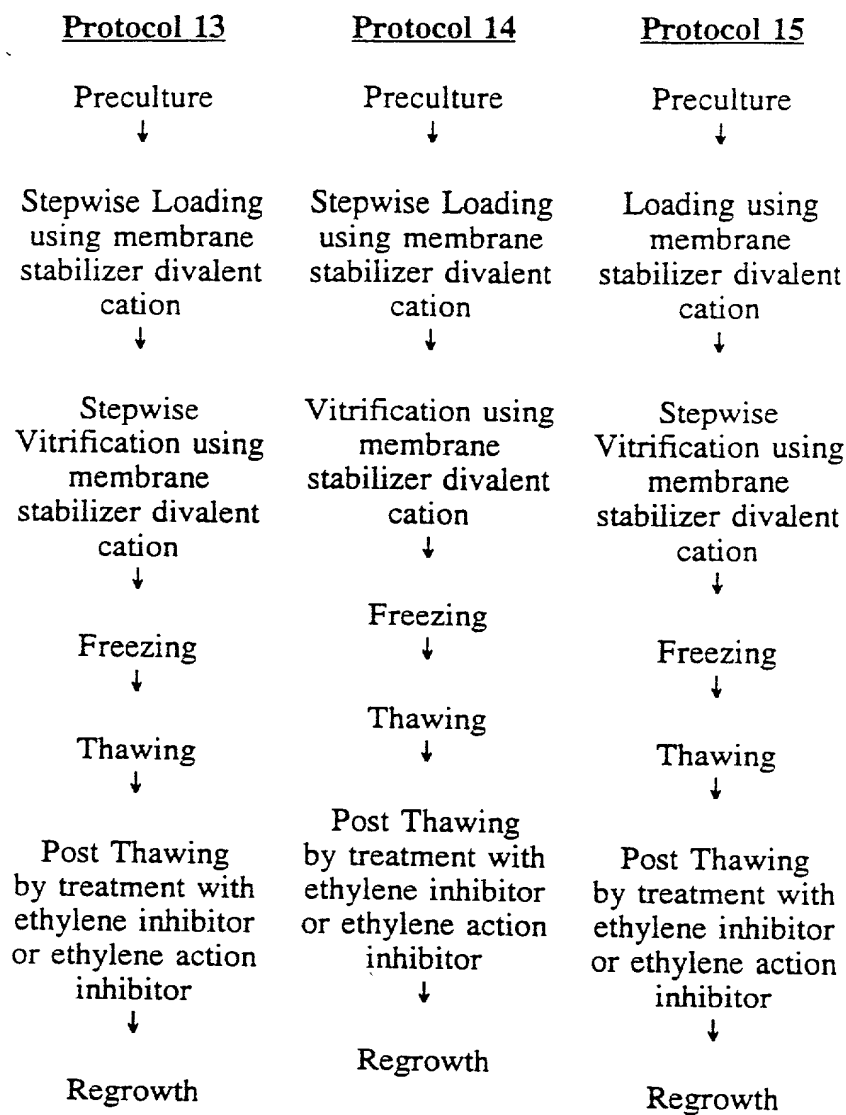 Protocol 13
Preculture
↓
Stepwise Loading
using membrane
stabilizer divalent
cation
↓
Stepwise
Vitrification using
membrane
stabilizer divalent
cation
↓
Freezing
↓
Thawing
↓
Post Thawing
by treatment with
ethylene inhibitor
or ethylene action
inhibitor
↓
Regrowth
Protocol 14
Preculture
↓
Stepwise Loading
using membrane
stabilizer divalent
cation
↓
Vitrification using
membrane
stabilizer divalent
cation
↓
Freezing
↓
Thawing
↓
Post Thawing
by treatment with
ethylene inhibitor
or ethylene action
inhibitor
↓
Regrowth
Protocol 15
Preculture
↓
Loading using
membrane
stabilizer divalent
cation
↓
Stepwise
Vitrification using
membrane
stabilizer divalent
cation
↓
Freezing
↓
Thawing
↓
Post Thawing
by treatment with
ethylene inhibitor
or ethylene action
inhibitor
↓
Regrowth